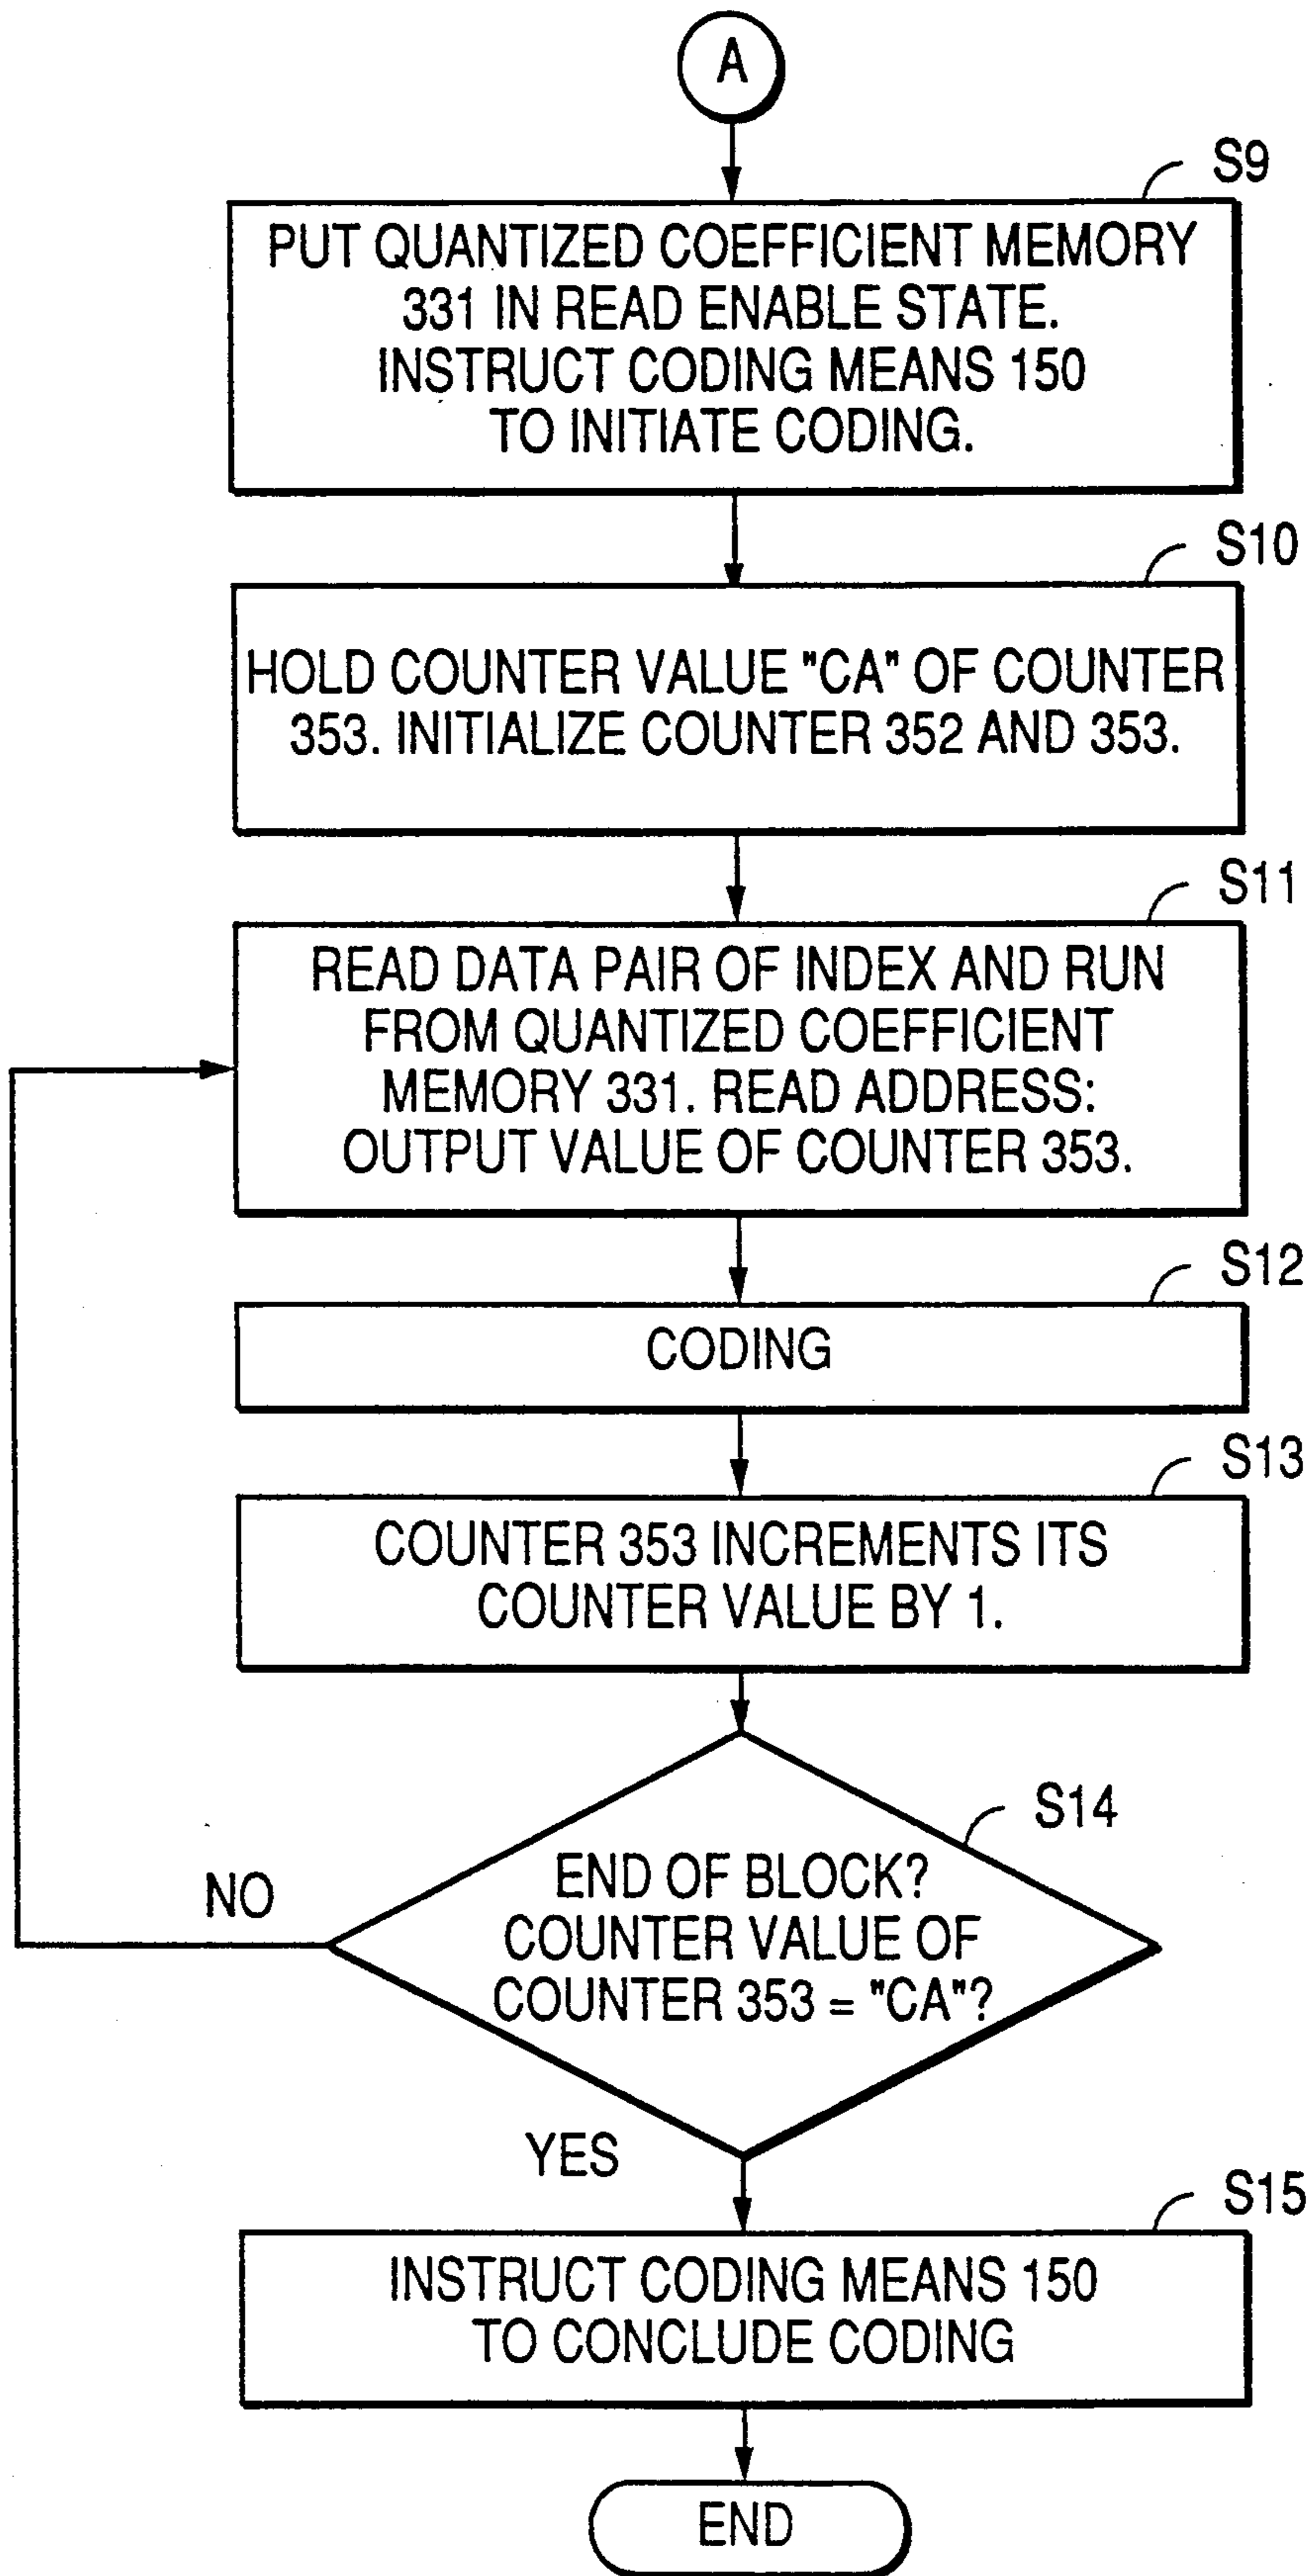 A
S9
PUT QUANTIZED COEFFICIENT MEMORY
331 IN READ ENABLE STATE.
INSTRUCT CODING MEANS 150
TO INITIATE CODING.
S10
HOLD COUNTER VALUE "CA" OF COUNTER
353. INITIALIZE COUNTER 352 AND 353.
S11
READ DATA PAIR OF INDEX AND RUN
FROM QUANTIZED COEFFICIENT
MEMORY 331. READ ADDRESS:
OUTPUT VALUE OF COUNTER 353.
S12
CODING
S13
COUNTER 353 INCREMENTS ITS
COUNTER VALUE BY 1.
S14
END OF BLOCK?
COUNTER VALUE OF
COUNTER 353 = "CA"?
NO
YES
S15
INSTRUCT CODING MEANS 150
TO CONCLUDE CODING
END